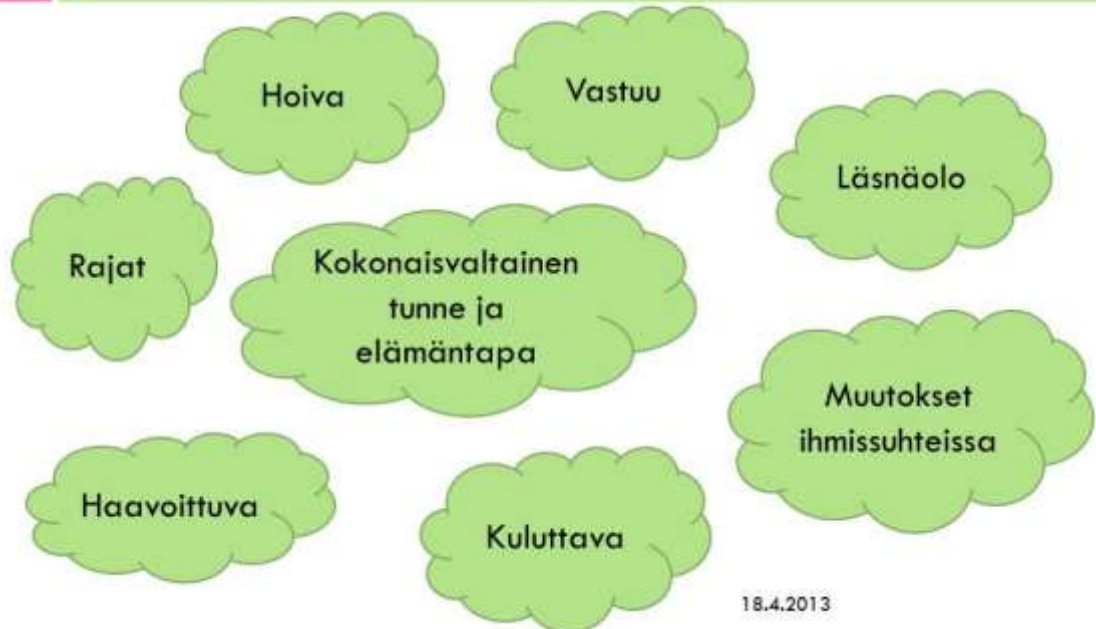 Hoiva
Vastuu
Läsnäolo
Rajat
Kokonaisvaltainen
tunne ja
elämäntapa
Muutokset
ihmissuhteissa
Haavoittuva
Kuluttava
18.4.2013